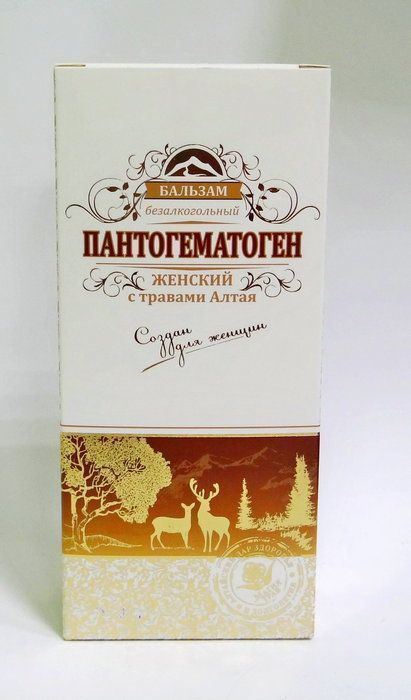 БАЛЬЗАМ
безалкогольный
ПАНТОГЕМАТОГЕН
ЖЕНСКИЙ
с травами Алтая
Создан
для женщин